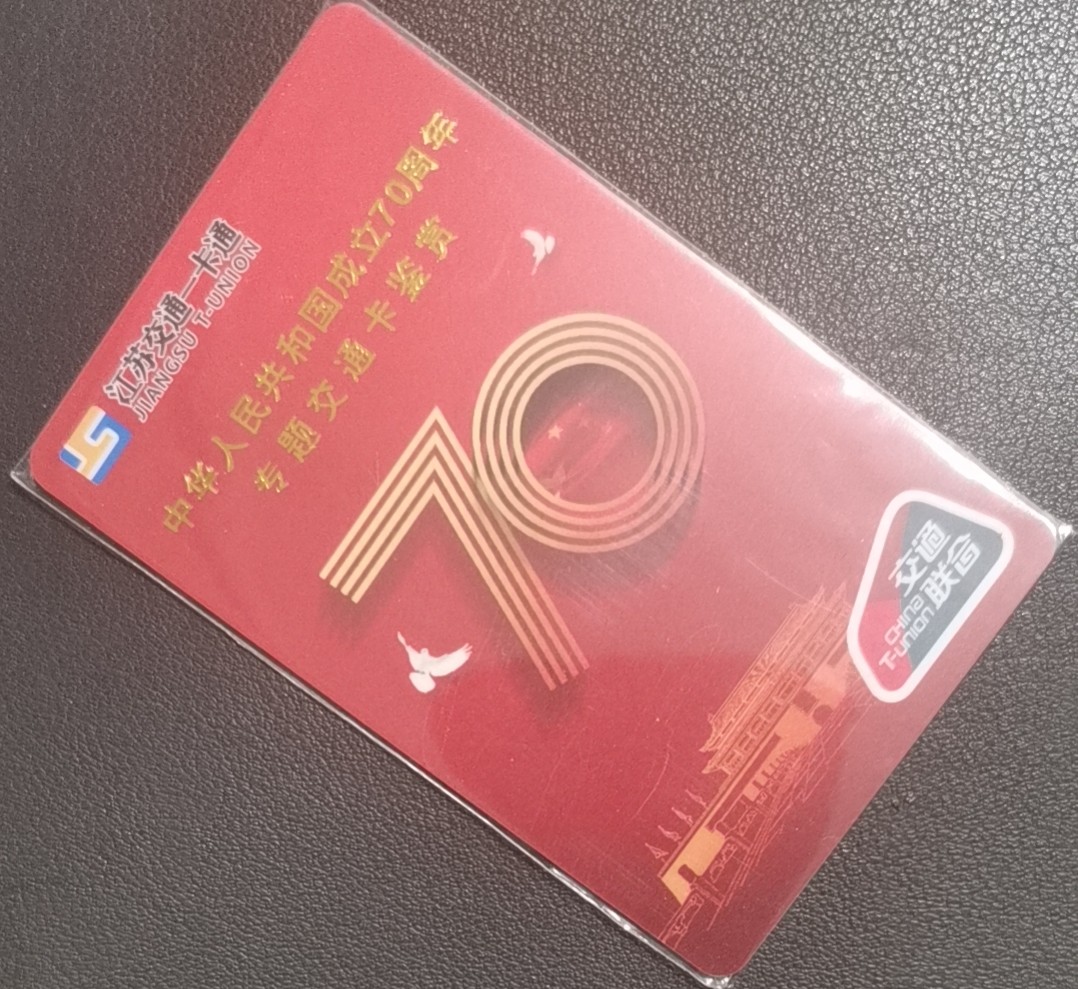 江苏交通一卡通
JIANGSU T-UNION
中华人民共和国成立70周年
专题交通卡鉴赏
70
交通
联合
CHINA
T-UNION